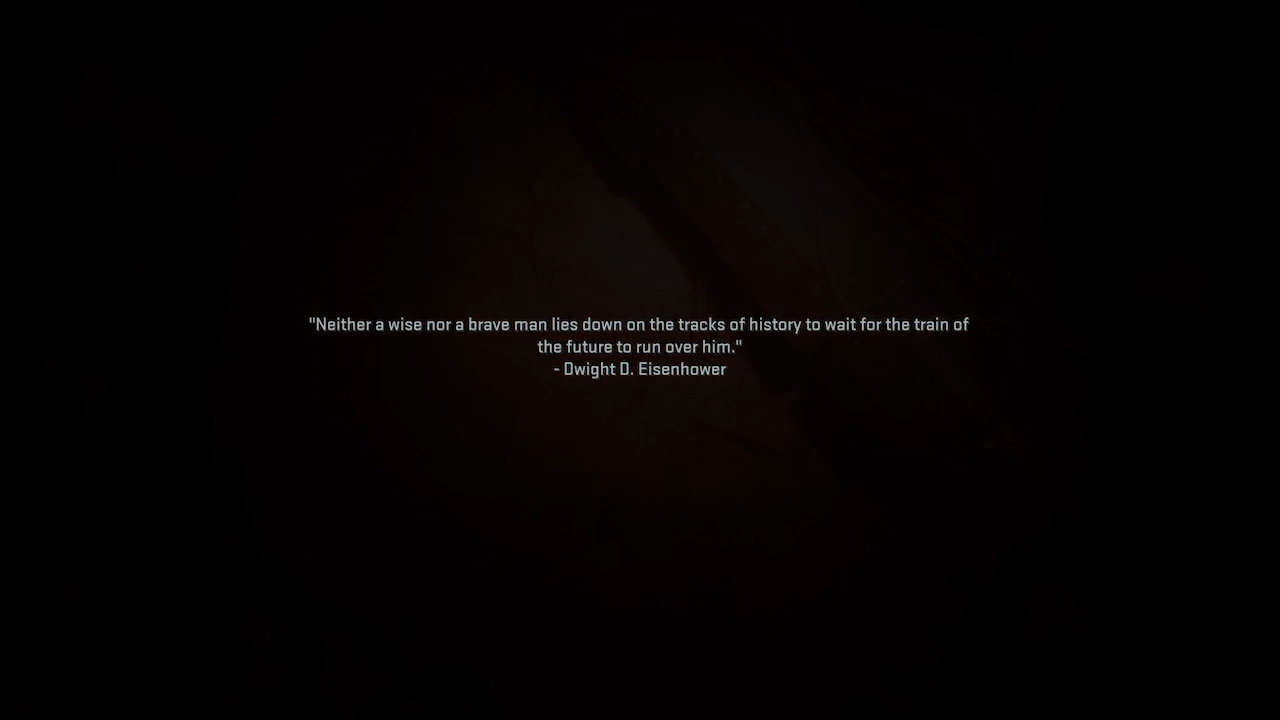 "Neither a wise nor a brave man lies down on the tracks of history to wait for the train of
the future to run over him."
- Dwight D. Eisenhower